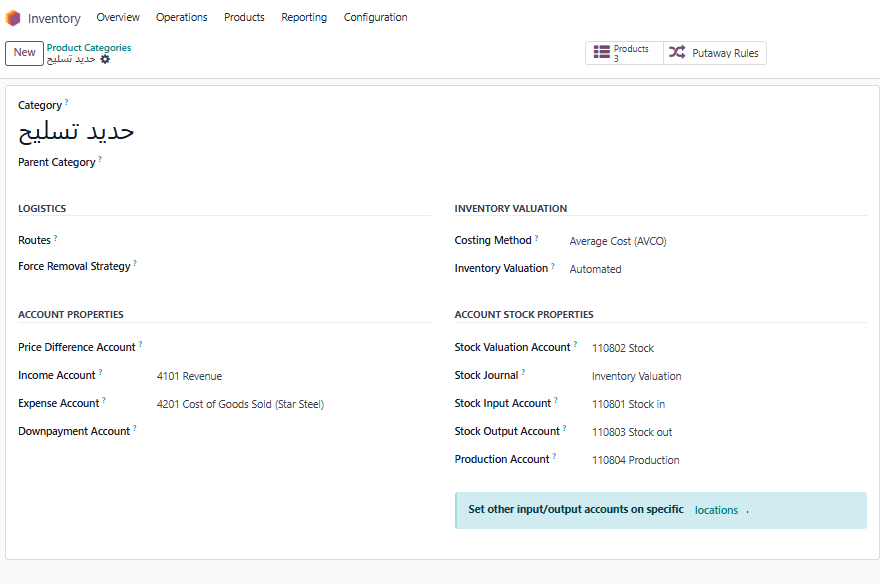 Inventory Overview Operations Products Reporting Configuration
New Product Categories
حديد تسليح
Products
3
Putaway Rules
Category ?
حديد تسليح
Parent Category ?
LOGISTICS
Routes ?
Force Removal Strategy ?
INVENTORY VALUATION
Costing Method ? Average Cost (AVCO)
Inventory Valuation ? Automated
ACCOUNT PROPERTIES
Price Difference Account ?
Income Account ? 4101 Revenue
Expense Account ? 4201 Cost of Goods Sold (Star Steel)
Downpayment Account ?
ACCOUNT STOCK PROPERTIES
Stock Valuation Account ? 110802 Stock
Stock Journal ? Inventory Valuation
Stock Input Account ? 110801 Stock in
Stock Output Account ? 110803 Stock out
Production Account ? 110804 Production
Set other input/output accounts on specific locations .